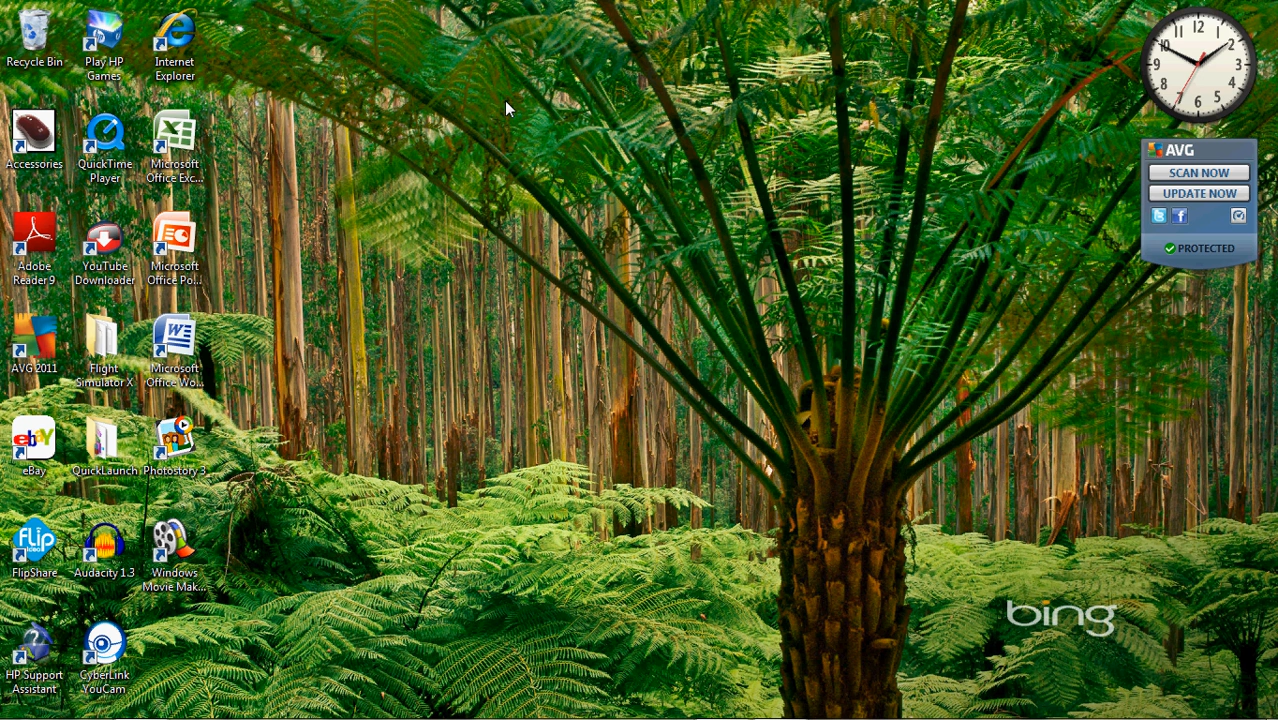 Recycle Bin
Play HP
Games
Internet
Explorer
Accessories
QuickTime
Player
Microsoft
Office Exc...
Adobe
Reader 9
YouTube
Downloader
Microsoft
Office Po...
AVG 2011
Flight
Simulator X
Microsoft
Office Wo...
eBay
QuickLaunch
Photostory 3
FlipShare
Audacity 1.3
Windows
Movie Mak...
HP Support
Assistant
CyberLink
YouCam
eby
flip
video
12
1
2
3
4
5
6
7
8
9
10
11
AVG
SCAN NOW
UPDATE NOW
PROTECTED
bing